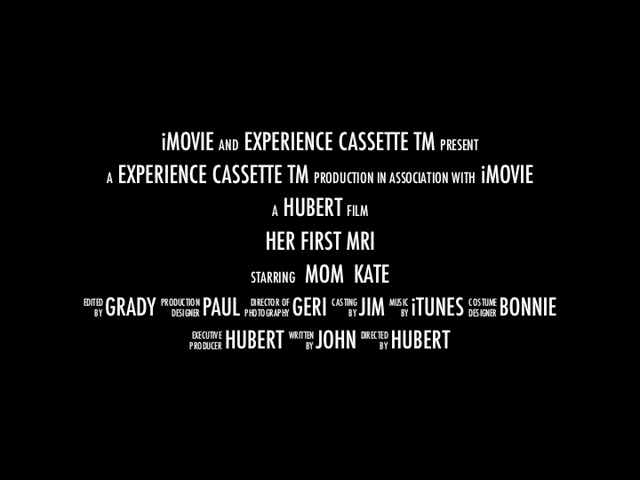 iMOVIE AND EXPERIENCE CASSETTE TM PRESENT
A EXPERIENCE CASSETTE TM PRODUCTION IN ASSOCIATION WITH iMOVIE
A HUBERT FILM
HER FIRST MRI
STARRING MOM KATE
EDITED BY GRADY PRODUCTION DESIGNER PAUL DIRECTOR OF PHOTOGRAPHY GERI CASTING BY JIM MUSIC BY iTUNES COSTUME DESIGNER BONNIE
EXECUTIVE PRODUCER HUBERT WRITTEN BY JOHN DIRECTED BY HUBERT